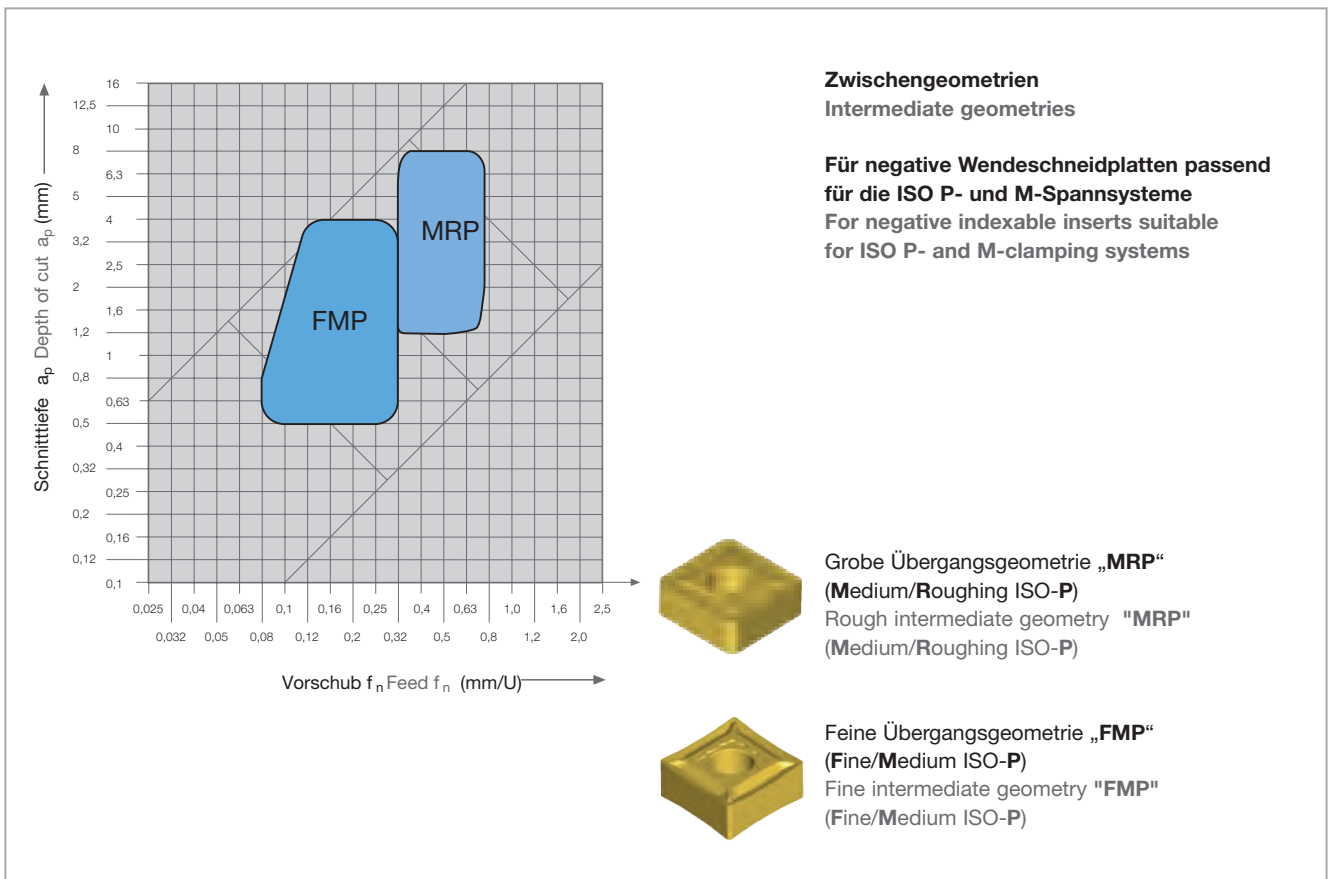 Schnitttiefe ap Depth of cut ap (mm)
16
12,5
10
8
6,3
5
4
3,2
2,5
2
1,6
1,2
1
0,8
0,63
0,5
0,4
0,32
0,25
0,2
0,16
0,12
0,1
MRP
FMP
0,025 0,04 0,063 0,1 0,16 0,25 0,4 0,63 1,0 1,6 2,5
0,032 0,05 0,08 0,12 0,2 0,32 0,5 0,8 1,2 2,0
Vorschub fn Feed fn (mm/U)
Zwischengeometrien
Intermediate geometries
Für negative Wendeschneidplatten passend
für die ISO P- und M-Spannsysteme
For negative indexable inserts suitable
for ISO P- and M-clamping systems
Grobe Übergangsgeometrie „MRP“
(Medium/Roughing ISO-P)
Rough intermediate geometry "MRP"
(Medium/Roughing ISO-P)
Feine Übergangsgeometrie „FMP“
(Fine/Medium ISO-P)
Fine intermediate geometry "FMP"
(Fine/Medium ISO-P)